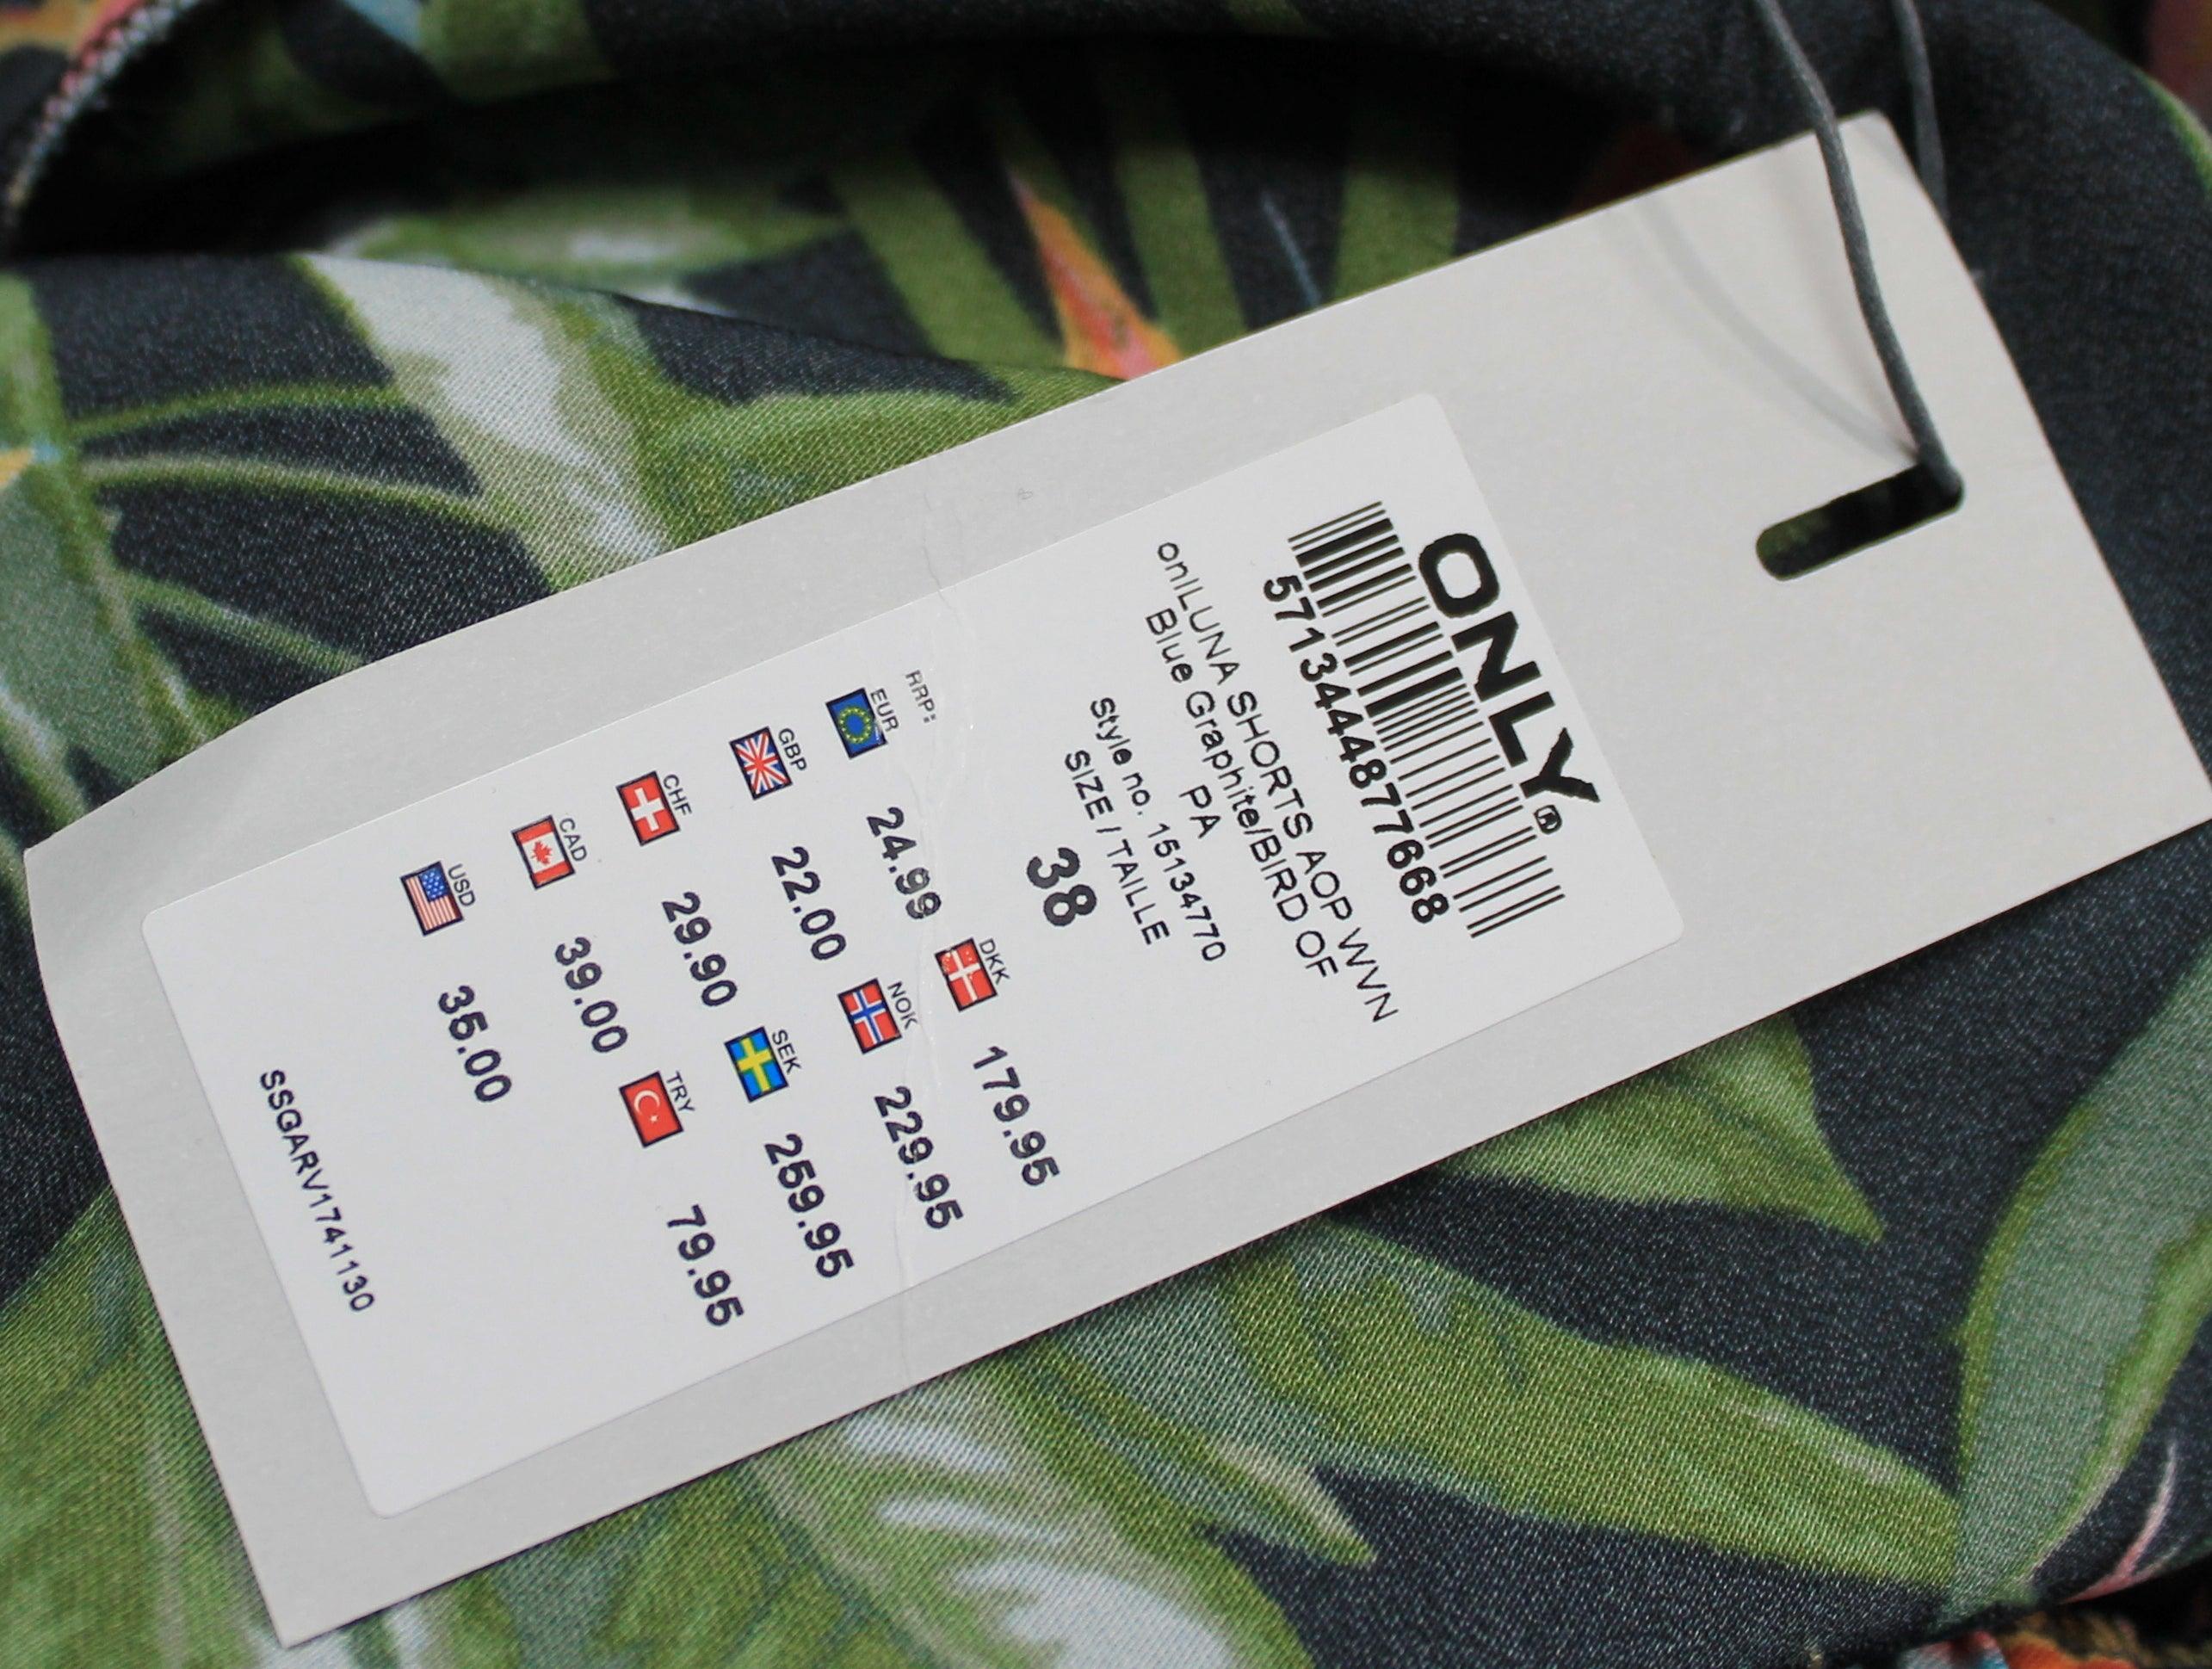 ONLY®
5713444877668
onlLUNA SHORTS AOP WVN
Blue Graphite/BIRD OF
PA
Style no. 15134770
SIZE / TAILLE
38
RRP:
EUR 24.99 DKK 179.95
GBP 22.00 NOK 229.95
CHF 29.90 SEK 259.95
CAD 39.00 TRY 79.95
USD 35.00
SSGARV1741130